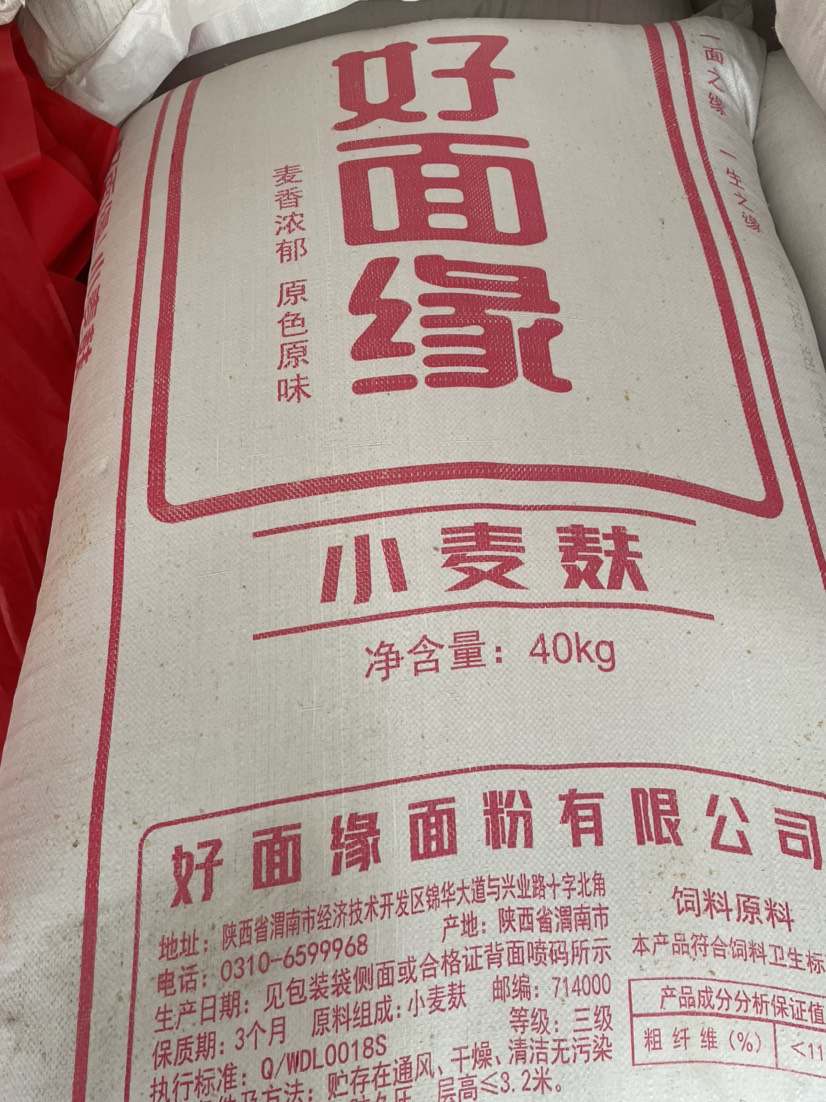 好面缘
麦香浓郁 原色原味
一面之缘 一生之缘
小麦麸
净含量：40kg
好面缘面粉有限公司
地址：陕西省渭南市经济技术开发区锦华大道与兴业路十字北角
电话：0310-6599968 产地：陕西省渭南市
生产日期：见包装袋侧面或合格证背面喷码所示
保质期：3个月 原料组成：小麦麸 邮编：714000
执行标准：Q/WDL0018S 等级：三级
方法：贮存在通风、干燥、清洁无污染
层高≤3.2米。
饲料原料
本产品符合饲料卫生标
产品成分分析保证值
粗纤维(%) ≤11